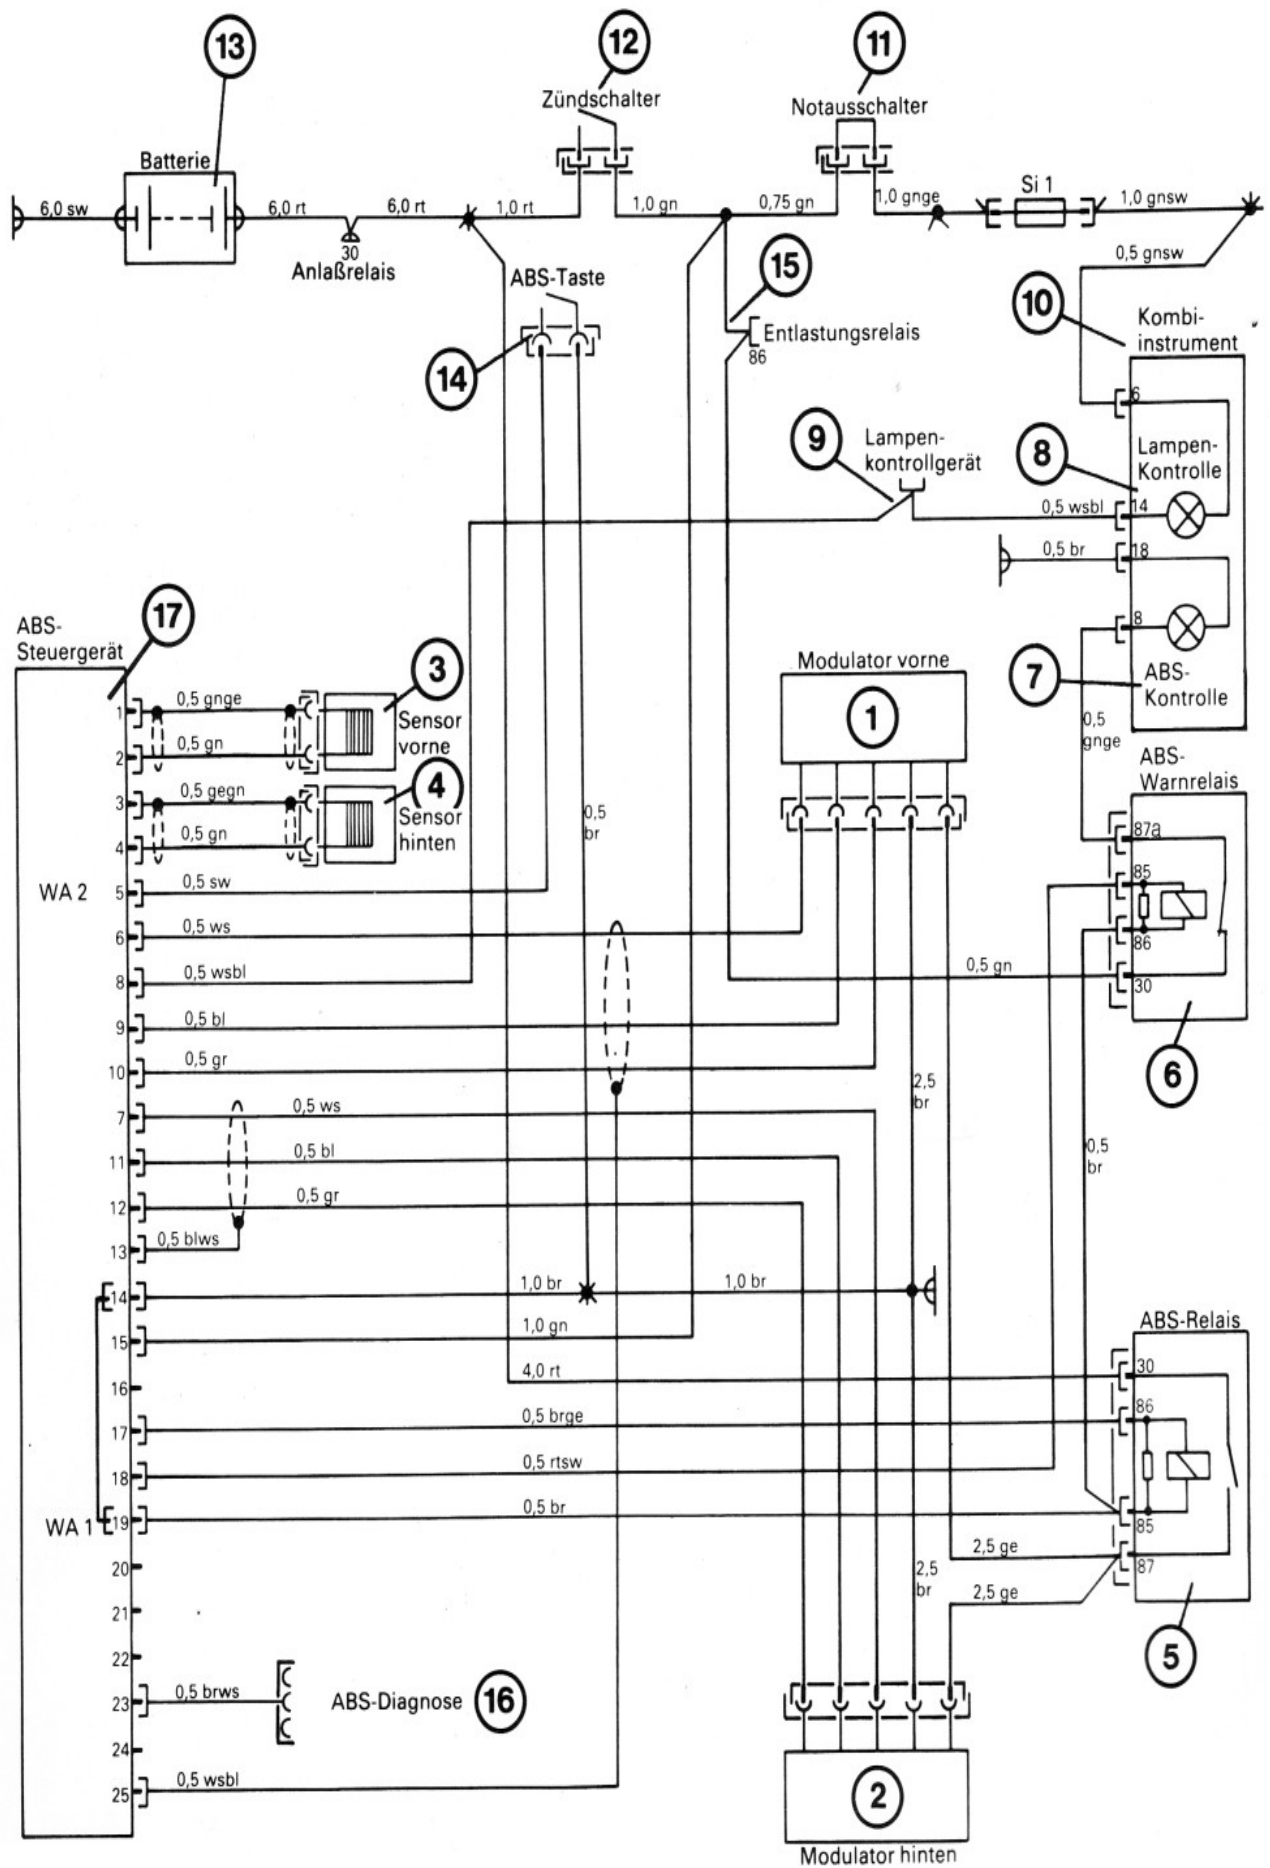 13
12
11
Zündschalter
Notausschalter
Batterie
6,0 sw
6,0 rt
6,0 rt
1,0 rt
1,0 gn
0,75 gn
1,0 gnge
Si 1
1,0 gnsw
30
Anlaßrelais
0,5 gnsw
ABS-Taste
15
10
Entlastungsrelais
86
14
Kombi-
instrument
6
9
Lampen-
kontrollgerät
8
Lampen-
Kontrolle
0,5 wsbl
14
0,5 br
18
8
17
ABS-
Steuergerät
3
Modulator vorne
7
ABS-
Kontrolle
1
0,5 gnge
Sensor
vorne
1
0,5
gnge
2
0,5 gn
4
ABS-
Warnrelais
3
0,5 gegn
Sensor
hinten
0,5
br
87a
4
0,5 gn
85
WA 2
5
0,5 sw
6
0,5 ws
86
8
0,5 wsbl
0,5 gn
30
9
0,5 bl
6
10
0,5 gr
2,5
br
7
0,5 ws
11
0,5 bl
0,5
br
12
0,5 gr
13
0,5 blws
14
1,0 br
1,0 br
15
1,0 gn
ABS-Relais
4,0 rt
30
16
17
0,5 brge
86
18
0,5 rtsw
WA 1
19
0,5 br
85
2,5 ge
87
20
2,5
br
2,5 ge
21
5
22
23
0,5 brws
ABS-Diagnose
16
24
25
0,5 wsbl
2
Modulator hinten